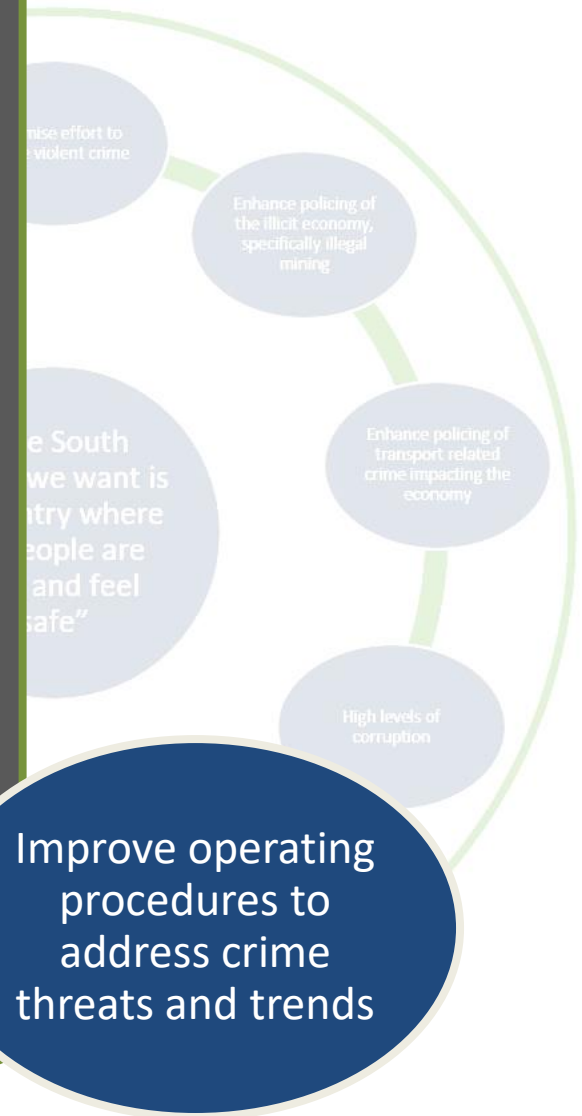 mise effort to
violent crime
Enhance policing of
the illicit economy,
specifically illegal
mining
Enhance policing of
transport related
crime impacting the
economy
e South
we want is
ntry where
eople are
and feel
safe”
High levels of
corruption
Improve operating
procedures to
address crime
threats and trends